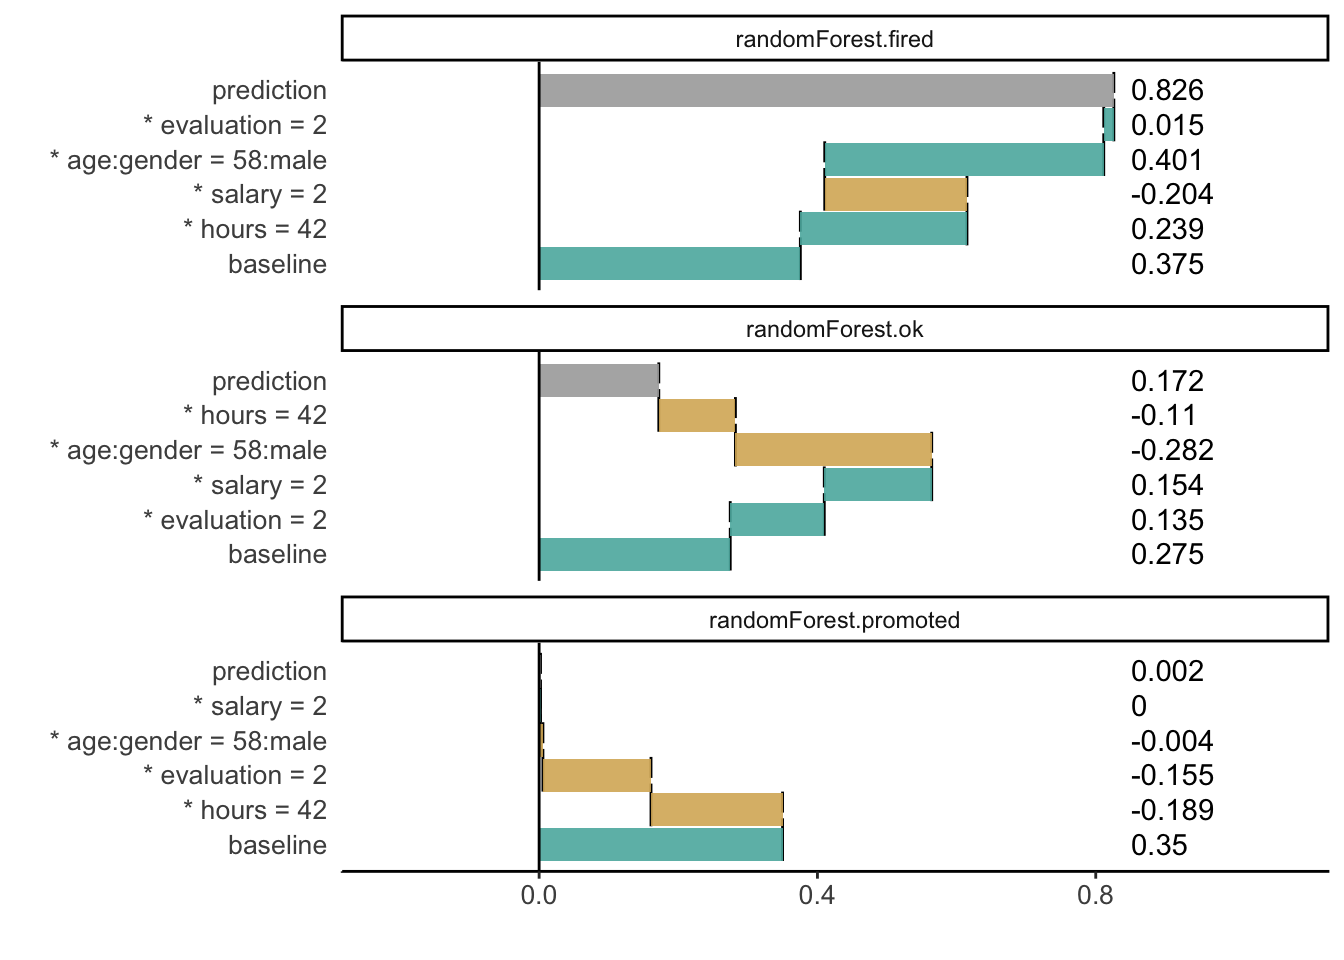 randomForest.fired
prediction 0.826
* evaluation = 2 0.015
* age:gender = 58:male 0.401
* salary = 2 -0.204
* hours = 42 0.239
baseline 0.375
randomForest.ok
prediction 0.172
* hours = 42 -0.11
* age:gender = 58:male -0.282
* salary = 2 0.154
* evaluation = 2 0.135
baseline 0.275
randomForest.promoted
prediction 0.002
* salary = 2 0
* age:gender = 58:male -0.004
* evaluation = 2 -0.155
* hours = 42 -0.189
baseline 0.35
0.0 0.4 0.8